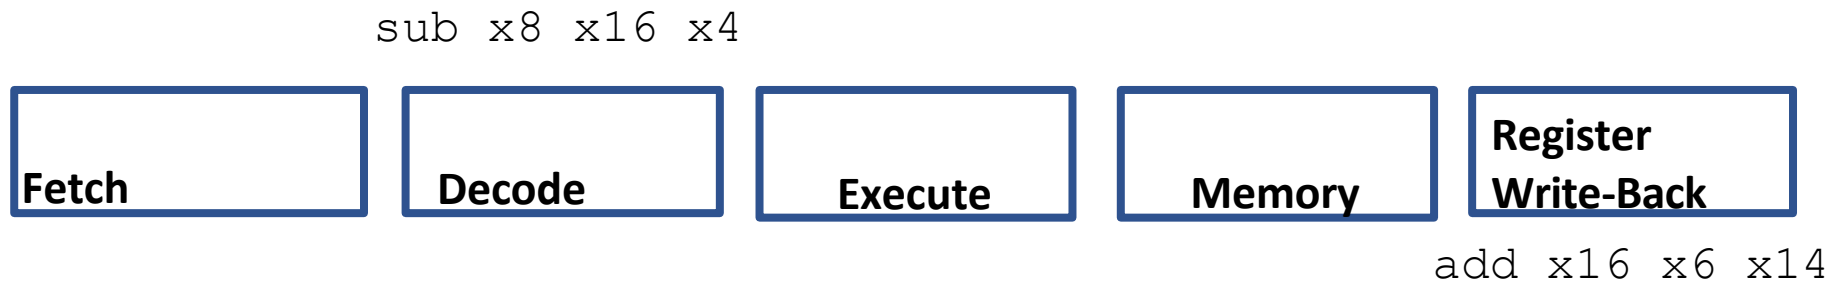 sub x8 x16 x4
Fetch
Decode
Execute
Memory
Register
Write-Back
add x16 x6 x14